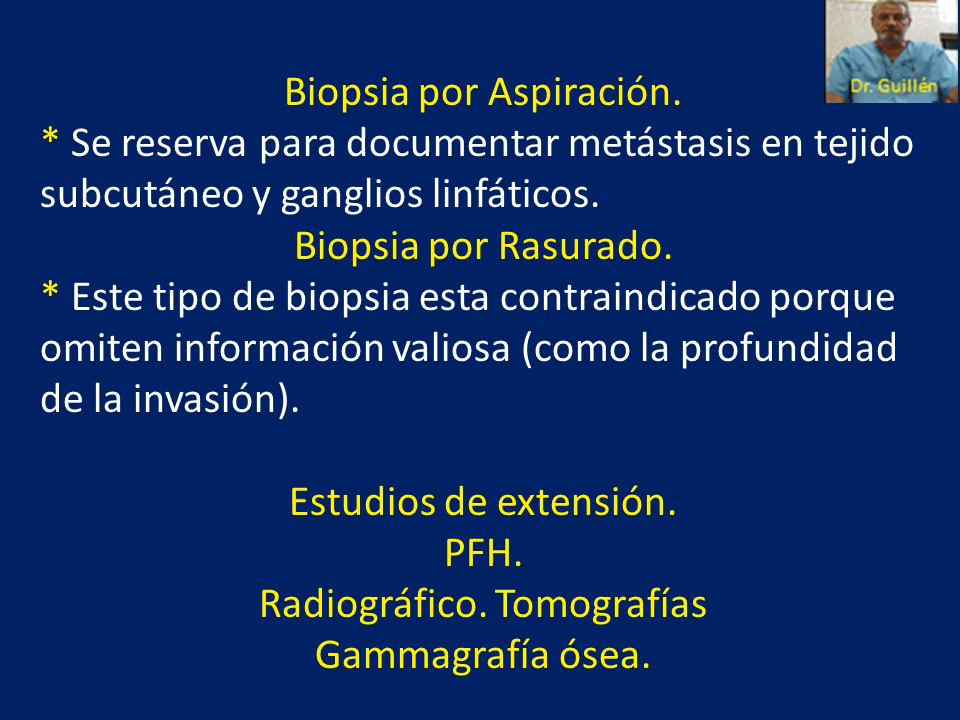 Dr. Guillén
Biopsia por Aspiración.
* Se reserva para documentar metástasis en tejido
subcutáneo y ganglios linfáticos.
Biopsia por Rasurado.
* Este tipo de biopsia esta contraindicado porque
omiten información valiosa (como la profundidad
de la invasión).
Estudios de extensión.
PFH.
Radiográfico. Tomografías
Gammagrafía ósea.